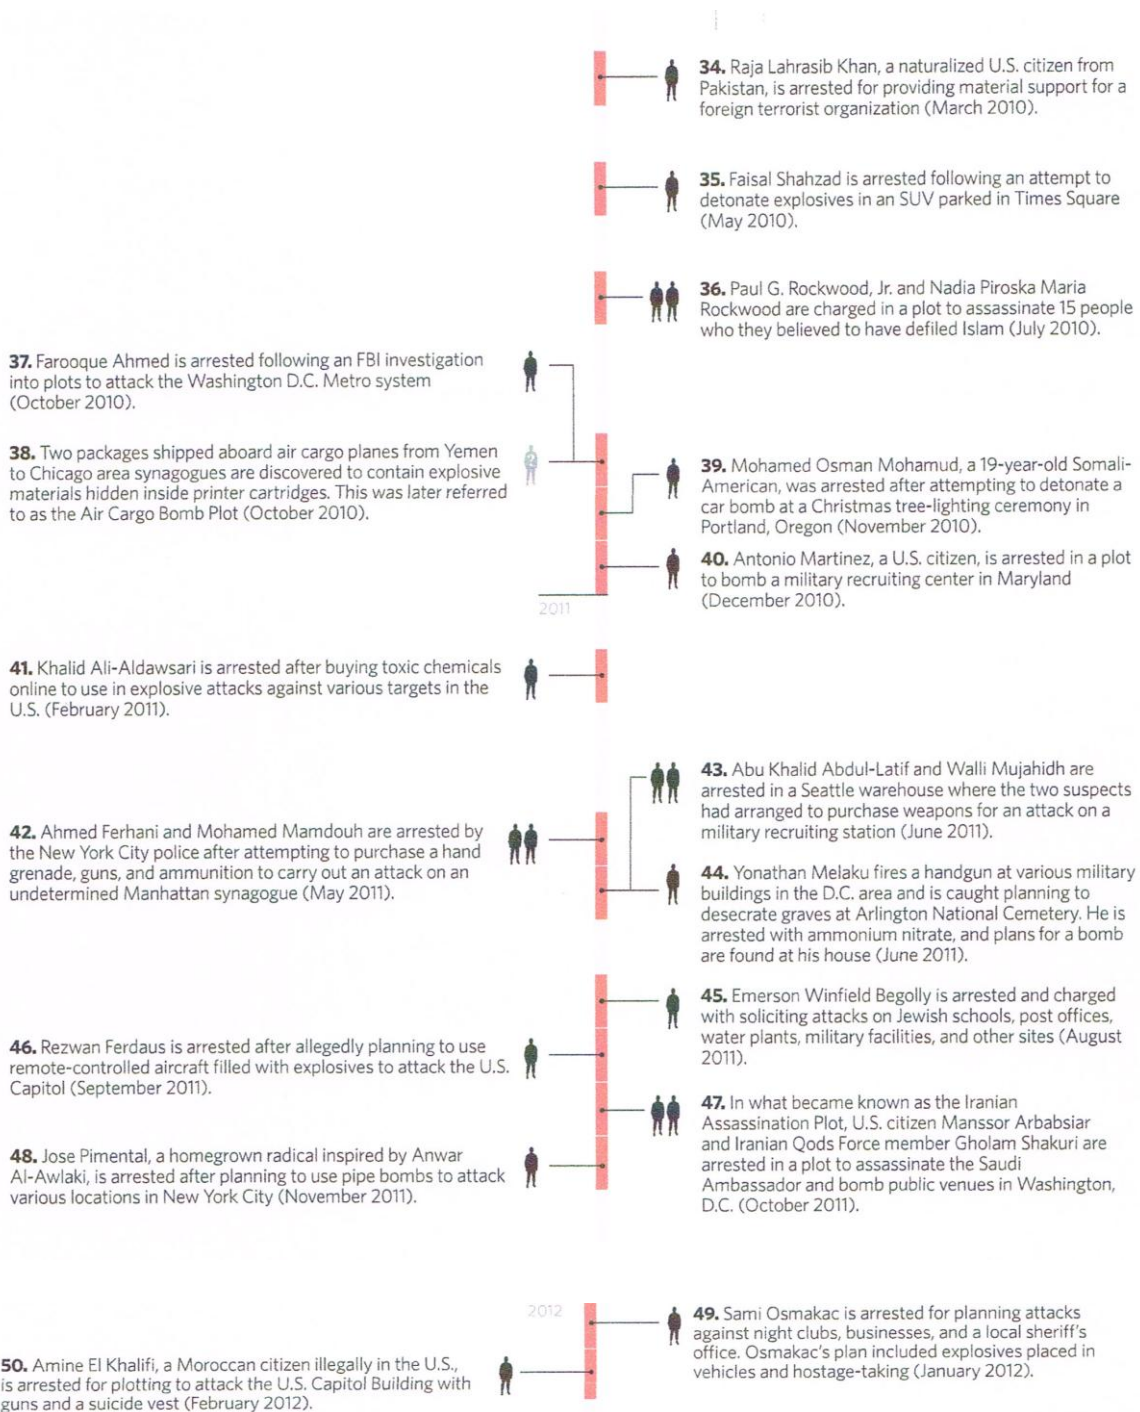 34. Raja Lahrasib Khan, a naturalized U.S. citizen from
Pakistan, is arrested for providing material support for a
foreign terrorist organization (March 2010).
35. Faisal Shahzad is arrested following an attempt to
detonate explosives in an SUV parked in Times Square
(May 2010).
36. Paul G. Rockwood, Jr. and Nadia Piroska Maria
Rockwood are charged in a plot to assassinate 15 people
who they believed to have defiled Islam (July 2010).
37. Farooque Ahmed is arrested following an FBI investigation
into plots to attack the Washington D.C. Metro system
(October 2010).
38. Two packages shipped aboard air cargo planes from Yemen
to Chicago area synagogues are discovered to contain explosive
materials hidden inside printer cartridges. This was later referred
to as the Air Cargo Bomb Plot (October 2010).
?
39. Mohamed Osman Mohamud, a 19-year-old Somali-
American, was arrested after attempting to detonate a
car bomb at a Christmas tree-lighting ceremony in
Portland, Oregon (November 2010).
40. Antonio Martinez, a U.S. citizen, is arrested in a plot
to bomb a military recruiting center in Maryland
(December 2010).
2011
41. Khalid Ali-Aldawsari is arrested after buying toxic chemicals
online to use in explosive attacks against various targets in the
U.S. (February 2011).
42. Ahmed Ferhani and Mohamed Mamdouh are arrested by
the New York City police after attempting to purchase a hand
grenade, guns, and ammunition to carry out an attack on an
undetermined Manhattan synagogue (May 2011).
43. Abu Khalid Abdul-Latif and Walli Mujahidh are
arrested in a Seattle warehouse where the two suspects
had arranged to purchase weapons for an attack on a
military recruiting station (June 2011).
44. Yonathan Melaku fires a handgun at various military
buildings in the D.C. area and is caught planning to
desecrate graves at Arlington National Cemetery. He is
arrested with ammonium nitrate, and plans for a bomb
are found at his house (June 2011).
45. Emerson Winfield Begolly is arrested and charged
with soliciting attacks on Jewish schools, post offices,
water plants, military facilities, and other sites (August
2011).
46. Rezwan Ferdaus is arrested after allegedly planning to use
remote-controlled aircraft filled with explosives to attack the U.S.
Capitol (September 2011).
47. In what became known as the Iranian
Assassination Plot, U.S. citizen Manssor Arbabsiar
and Iranian Qods Force member Gholam Shakuri are
arrested in a plot to assassinate the Saudi
Ambassador and bomb public venues in Washington,
D.C. (October 2011).
48. Jose Pimental, a homegrown radical inspired by Anwar
Al-Awlaki, is arrested after planning to use pipe bombs to attack
various locations in New York City (November 2011).
2012
49. Sami Osmakac is arrested for planning attacks
against night clubs, businesses, and a local sheriff's
office. Osmakac's plan included explosives placed in
vehicles and hostage-taking (January 2012).
50. Amine El Khalifi, a Moroccan citizen illegally in the U.S.,
is arrested for plotting to attack the U.S. Capitol Building with
guns and a suicide vest (February 2012).